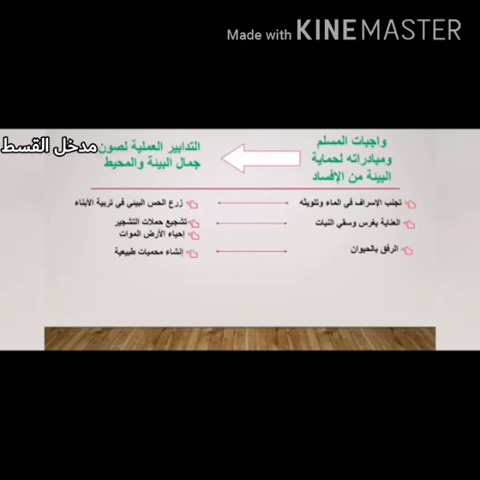 Made with KINEMASTER
مدخل القسط
واجبات المسلم
ومبادراته لحماية
البيئة من الإفساد
التدابير العملية لصون
جمال البيئة والمحيط
تجنب الإسراف في الماء وتلويثه
زرع الحس البيئي في تربية الأبناء
العناية بغرس وسقي النبات
تشجيع حملات التشجير
إحياء الأرض الموات
الرفق بالحيوان
إنشاء محميات طبيعية